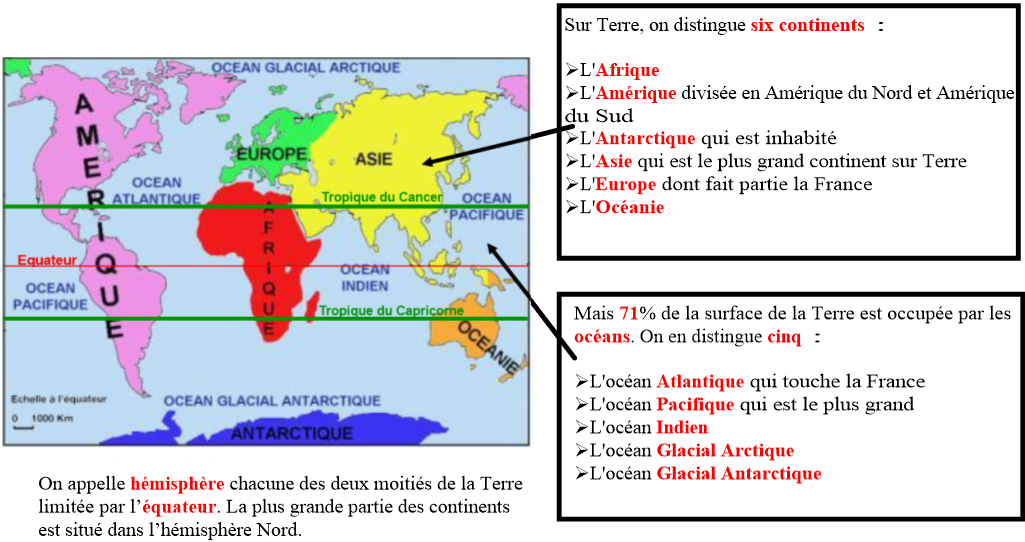 Sur Terre, on distingue six continents :
➢L'Afrique
➢L'Amérique divisée en Amérique du Nord et Amérique
du Sud
➢L'Antarctique qui est inhabité
➢L'Asie qui est le plus grand continent sur Terre
➢L'Europe dont fait partie la France
➢L'Océanie
OCEAN GLACIAL ARCTIQUE
AMERIQUE
EUROPE
ASIE
OCEAN
ATLANTIQUE
Tropique du Cancer
OCEAN
PACIFIQUE
AFRIQUE
Equateur
OCEAN
INDIEN
OCEAN
PACIFIQUE
Tropique du Capricorne
OCEANIE
Echelle à l'équateur
0 1000 Km
OCEAN GLACIAL ANTARCTIQUE
ANTARCTIQUE
Mais 71% de la surface de la Terre est occupée par les
océans. On en distingue cinq :
➢L'océan Atlantique qui touche la France
➢L'océan Pacifique qui est le plus grand
➢L'océan Indien
➢L'océan Glacial Arctique
➢L'océan Glacial Antarctique
On appelle hémisphère chacune des deux moitiés de la Terre
limitée par l'équateur. La plus grande partie des continents
est situé dans l'hémisphère Nord.